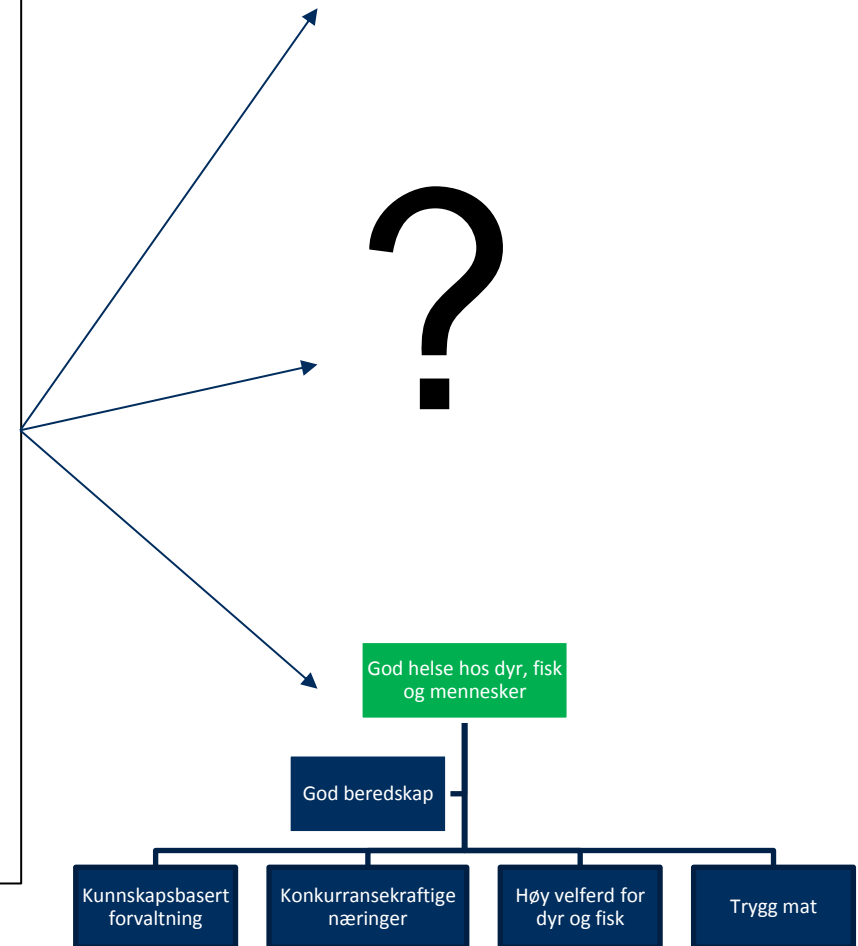 ?
God helse hos dyr, fisk
og mennesker
God beredskap
Kunnskapsbasert
forvaltning
Konkurransekraftige
næringer
Høy velferd for
dyr og fisk
Trygg mat